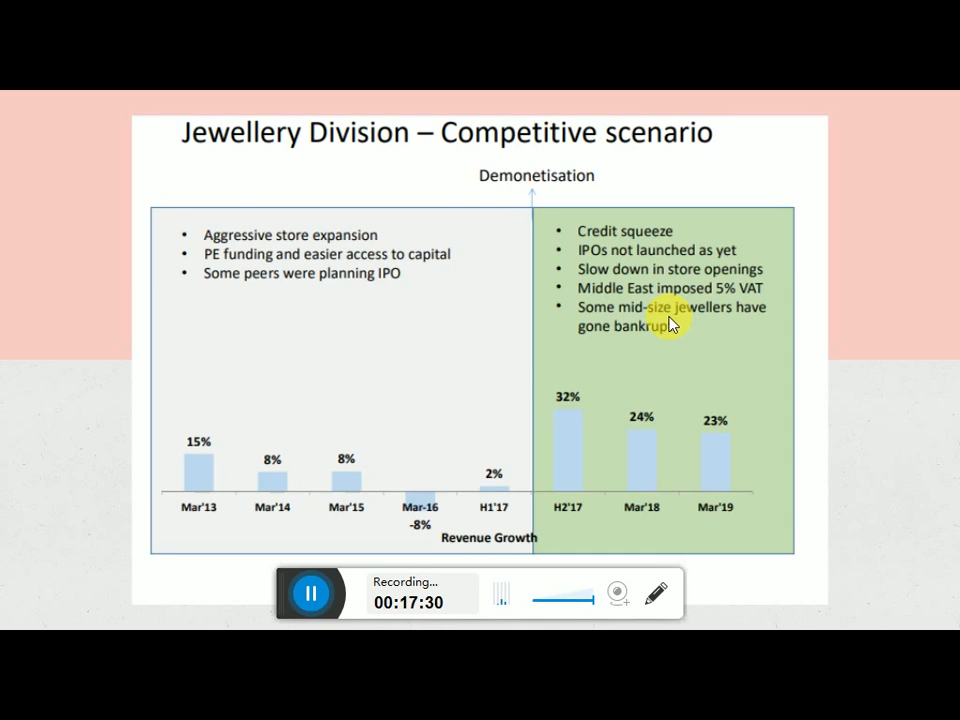 Jewellery Division – Competitive scenario
Demonetisation
• Aggressive store expansion
• PE funding and easier access to capital
• Some peers were planning IPO
• Credit squeeze
• IPOs not launched as yet
• Slow down in store openings
• Middle East imposed 5% VAT
• Some mid-size jewellers have
gone bankrup
15% 8% 8% 2% 32% 24% 23%
Mar'13 Mar'14 Mar'15 Mar-16 H1'17 H2'17 Mar'18 Mar'19
-8%
Revenue Growth
Recording...
00:17:30